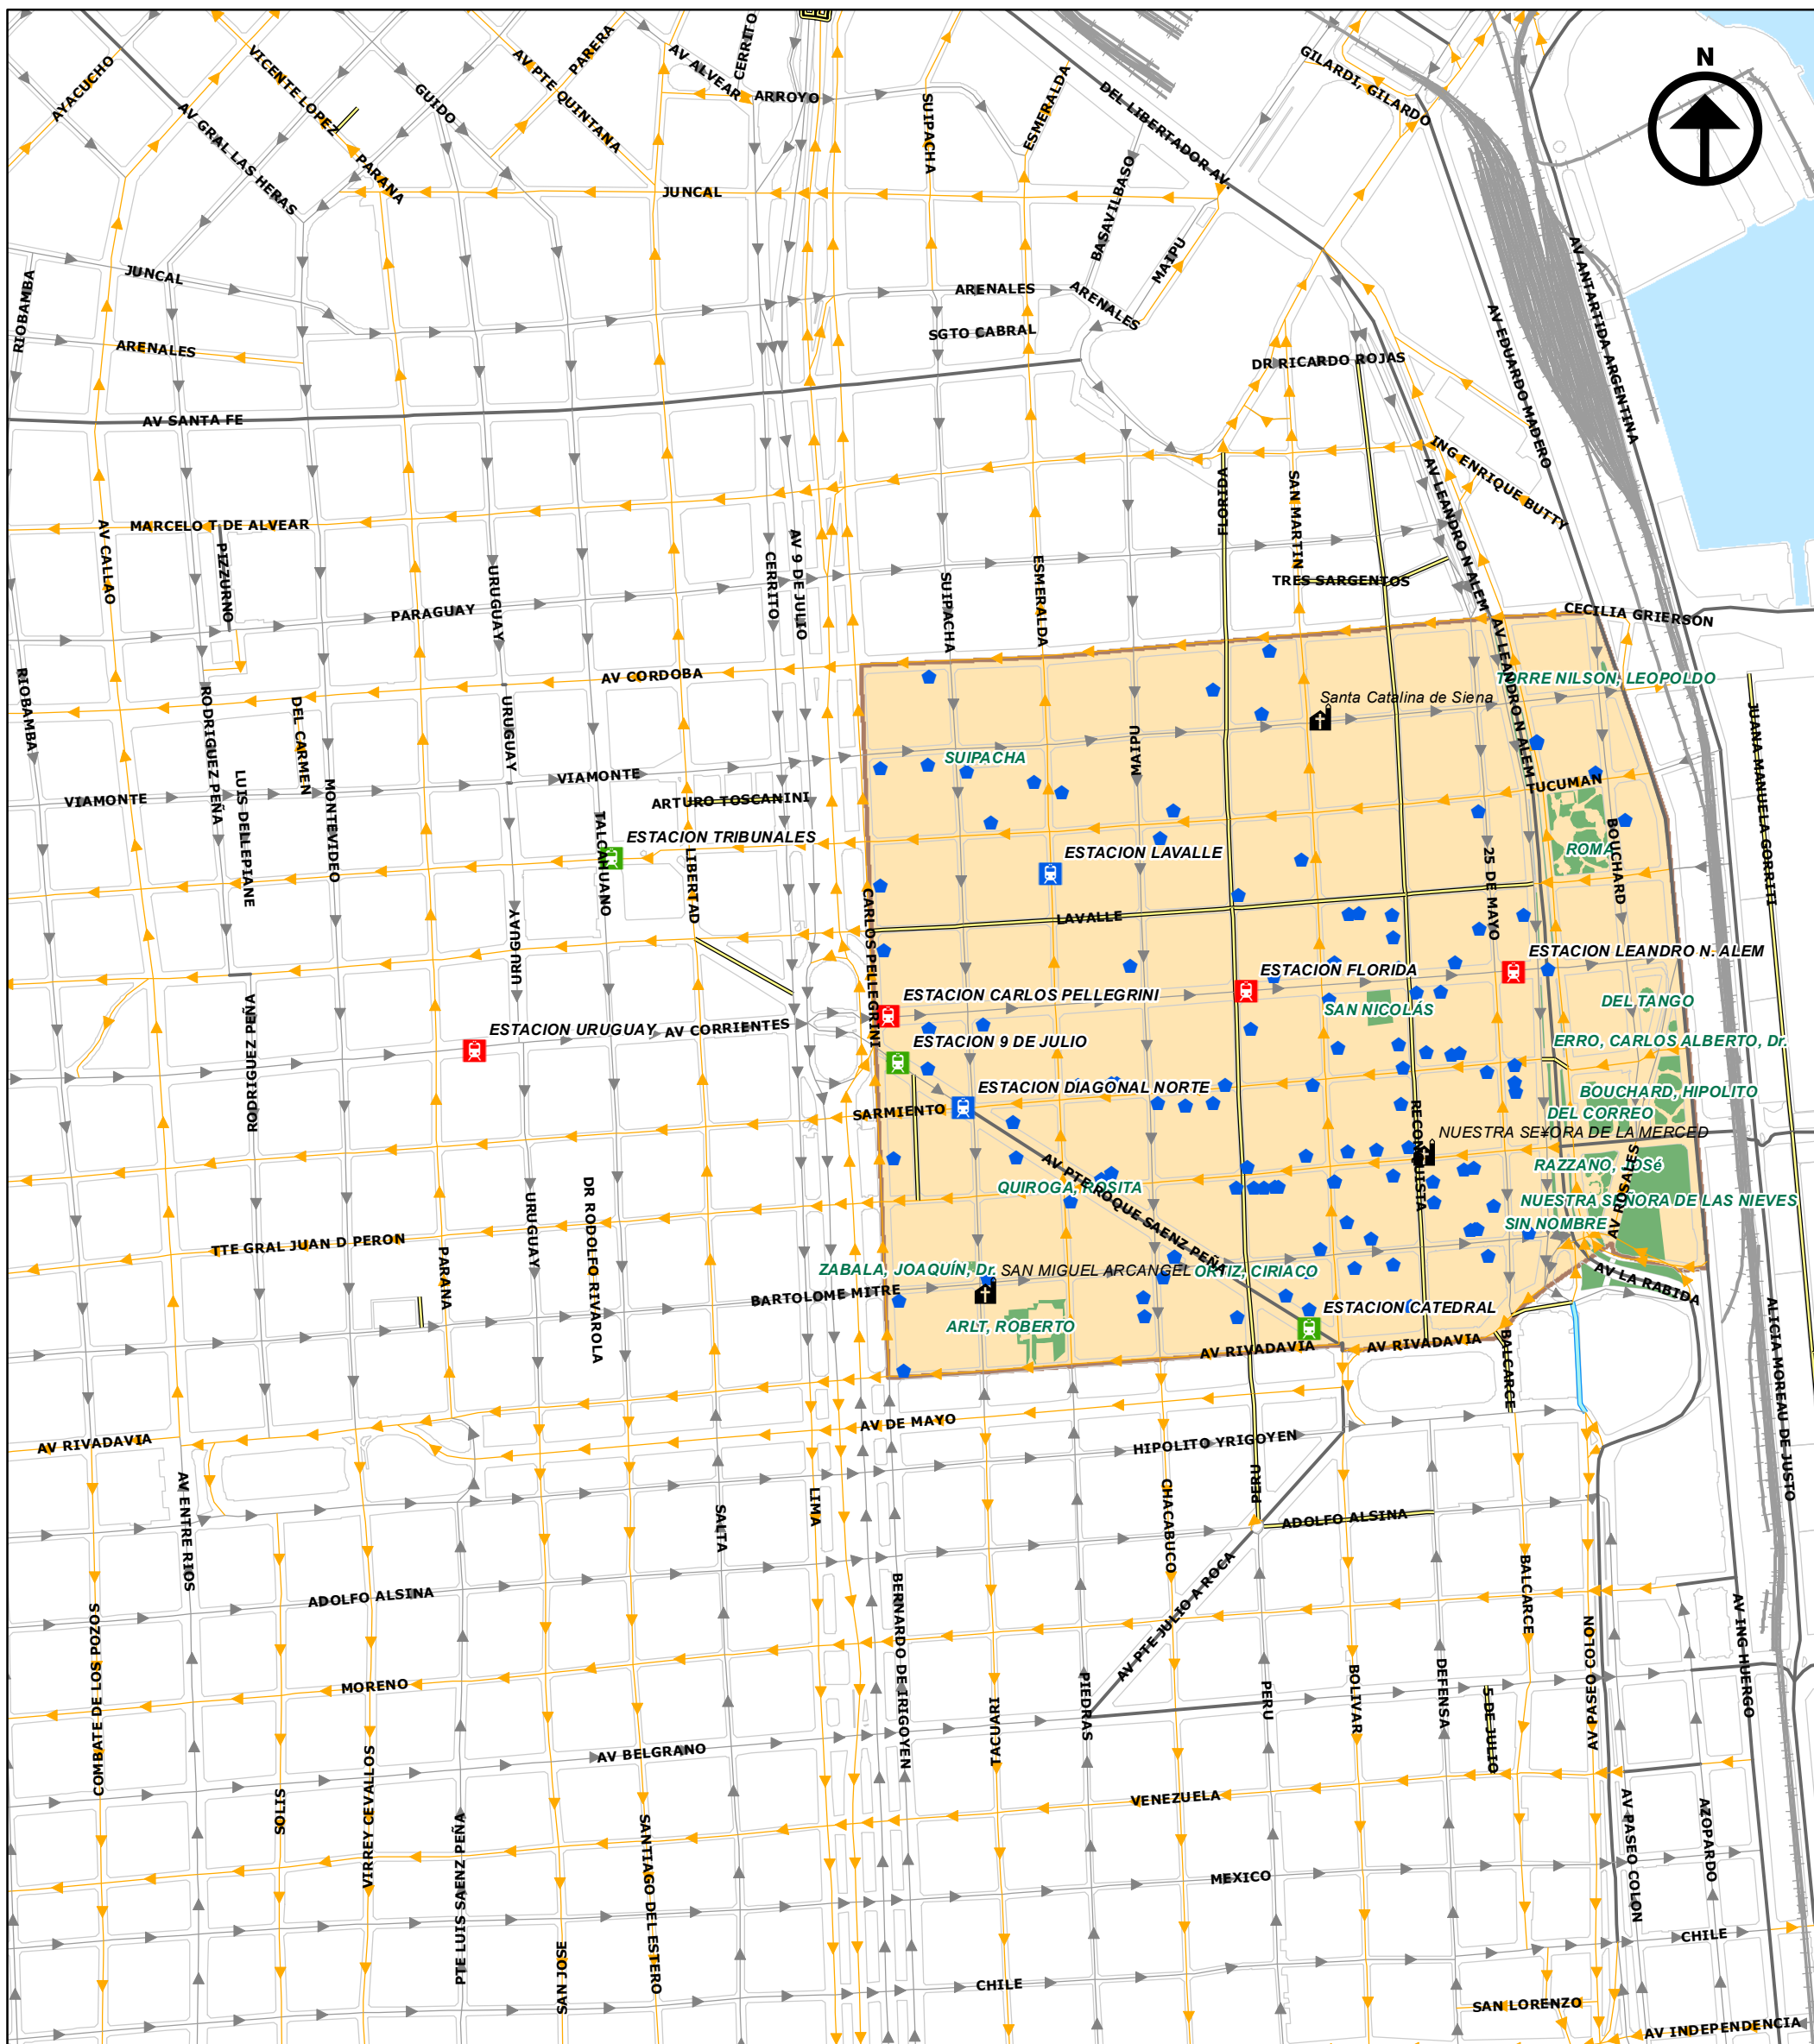 N
AYACUCHO
VICENTE LOPEZ
AV GRAL LAS HERAS
PARANA
GUIDO
AV PTE QUINTANA
PARERA
AV ALVEAR
CERRITO
ARROYO
SUIPACHA
ESMERALDA
DEL LIBERTADOR AV.
GILARDI, GILARDO
JUNCAL
BASAVILBASO
MAIPU
RIOBAMBA
JUNCAL
ARENALES
ARENALES
ARENALES
SGTO CABRAL
DR RICARDO ROJAS
AV EDUARDO MADERO
AV ANTARTIDA ARGENTINA
AV SANTA FE
ING ENRIQUE BUTTY
AV LEANDRO N ALEM
FLORIDA
SAN MARTIN
MARCELO T DE ALVEAR
AV CALLAO
PIZZURNO
URUGUAY
CERRITO
AV 9 DE JULIO
SUIPACHA
ESMERALDA
TRES SARGENTOS
PARAGUAY
CECILIA GRIERSON
AV LEANDRO N ALEM
RIOBAMBA
AV CORDOBA
RODRIGUEZ PEÑA
DEL CARMEN
URUGUAY
TORRE NILSON, LEOPOLDO
Santa Catalina de Siena
JUANA MANUELA GORRITI
MAIPU
SUIPACHA
VIAMONTE
VIAMONTE
LUIS DELLEPIANE
MONTEVIDEO
ARTURO TOSCANINI
TUCUMAN
TALCAHUANO
ESTACION TRIBUNALES
LIBERTAD
ESTACION LAVALLE
25 DE MAYO
ROMA
BOUCHARD
CARLOS PELLEGRINI
LAVALLE
URUGUAY
ESTACION LEANDRO N. ALEM
ESTACION FLORIDA
ESTACION CARLOS PELLEGRINI
SAN NICOLÁS
DEL TANGO
RODRIGUEZ PEÑA
ESTACION URUGUAY
AV CORRIENTES
ESTACION 9 DE JULIO
ERRO, CARLOS ALBERTO, Dr.
ESTACION DIAGONAL NORTE
BOUCHARD, HIPOLITO
SARMIENTO
DEL CORREO
RECONQUISTA
NUESTRA SE¥ORA DE LA MERCED
AV PTE ROQUE SAENZ PEÑA
RAZZANO, JOSé
QUIROGA, ROSITA
AV ROSALES
NUESTRA SEÑORA DE LAS NIEVES
SIN NOMBRE
DR RODOLFO RIVAROLA
URUGUAY
TTE GRAL JUAN D PERON
PARANA
ZABALA, JOAQUÍN, Dr.
SAN MIGUEL ARCANGEL
ORTIZ, CIRIACO
AV LA RABIDA
BARTOLOME MITRE
ESTACION CATEDRAL
ARLT, ROBERTO
AV RIVADAVIA
AV RIVADAVIA
BALCARCE
ALICIA MOREAU DE JUSTO
AV DE MAYO
AV RIVADAVIA
HIPOLITO YRIGOYEN
AV ENTRE RIOS
LIMA
SALTA
CHACABUCO
PERU
ADOLFO ALSINA
ADOLFO ALSINA
BALCARCE
AV PTE JULIO A ROCA
BERNARDO DE IRIGOYEN
COMBATE DE LOS POZOS
AV PASEO COLON
AV ING HUERGO
MORENO
TACUARI
PIEDRAS
PERU
BOLIVAR
DEFENSA
5 DE JULIO
AV BELGRANO
VENEZUELA
SOLIS
VIRREY CEVALLOS
PTE LUIS SAENZ PEÑA
SANTIAGO DEL ESTERO
AV PASEO COLON
AZOPARDO
MEXICO
SAN JOSE
CHILE
CHILE
SAN LORENZO
AV INDEPENDENCIA